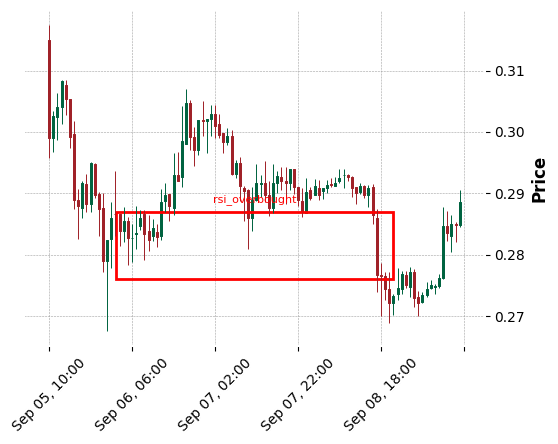 0.31
0.30
rsi_overbought
0.29
0.28
0.27
Price
Sep 05, 10:00
Sep 06, 06:00
Sep 07, 02:00
Sep 07, 22:00
Sep 08, 18:00